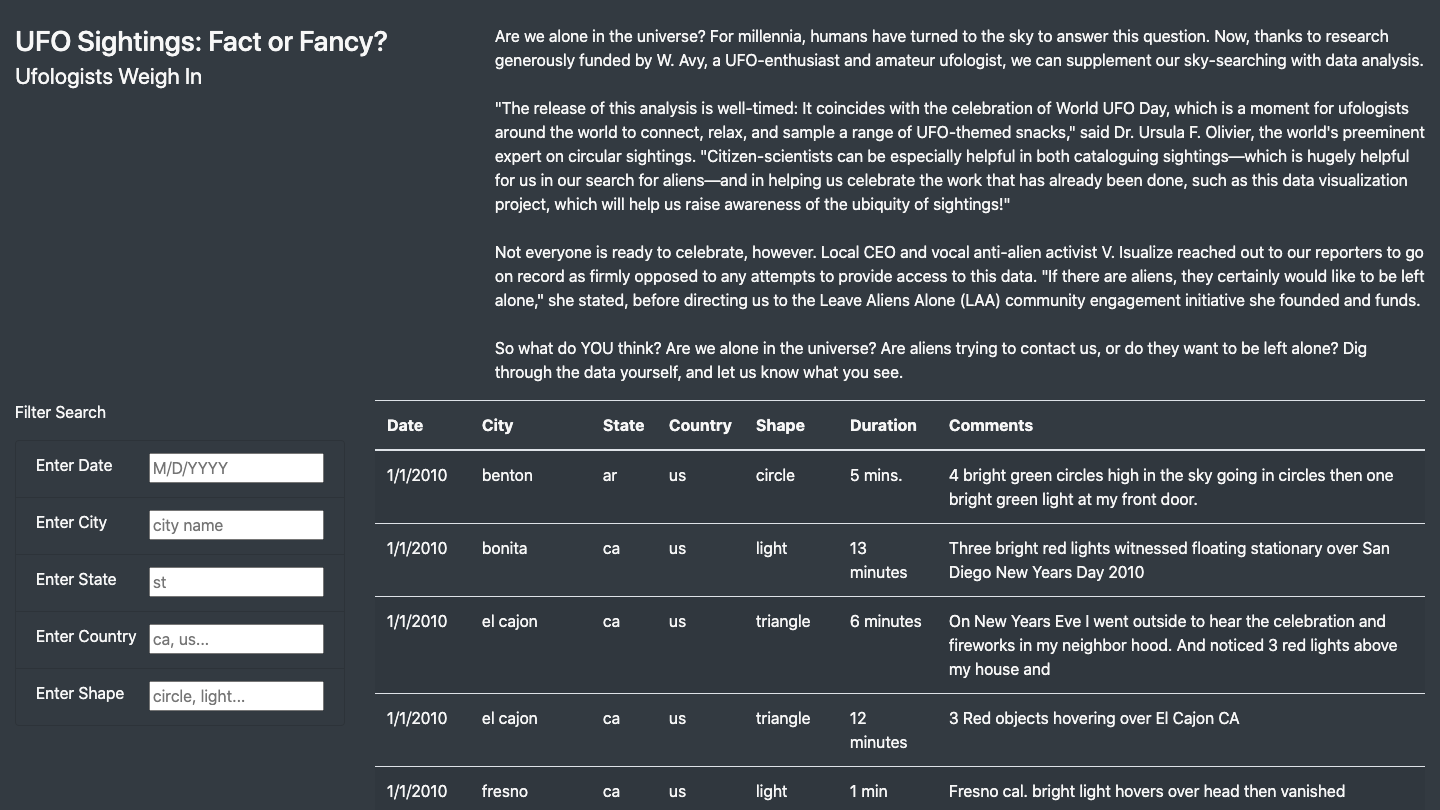 UFO Sightings: Fact or Fancy?
Ufologists Weigh In
Are we alone in the universe? For millennia, humans have turned to the sky to answer this question. Now, thanks to research
generously funded by W. Avy, a UFO-enthusiast and amateur ufologist, we can supplement our sky-searching with data analysis.
"The release of this analysis is well-timed: It coincides with the celebration of World UFO Day, which is a moment for ufologists
around the world to connect, relax, and sample a range of UFO-themed snacks," said Dr. Ursula F. Olivier, the world's preeminent
expert on circular sightings. "Citizen-scientists can be especially helpful in both cataloguing sightings—which is hugely helpful
for us in our search for aliens—and in helping us celebrate the work that has already been done, such as this data visualization
project, which will help us raise awareness of the ubiquity of sightings!"
Not everyone is ready to celebrate, however. Local CEO and vocal anti-alien activist V. Isualize reached out to our reporters to go
on record as firmly opposed to any attempts to provide access to this data. "If there are aliens, they certainly would like to be left
alone," she stated, before directing us to the Leave Aliens Alone (LAA) community engagement initiative she founded and funds.
So what do YOU think? Are we alone in the universe? Are aliens trying to contact us, or do they want to be left alone? Dig
through the data yourself, and let us know what you see.
Filter Search
Enter Date M/D/YYYY
Enter City city name
Enter State st
Enter Country ca, us...
Enter Shape circle, light...
Date City State Country Shape Duration Comments
1/1/2010 benton ar us circle 5 mins. 4 bright green circles high in the sky going in circles then one
bright green light at my front door.
1/1/2010 bonita ca us light 13 Three bright red lights witnessed floating stationary over San
minutes Diego New Years Day 2010
1/1/2010 el cajon ca us triangle 6 minutes On New Years Eve I went outside to hear the celebration and
fireworks in my neighbor hood. And noticed 3 red lights above
my house and
1/1/2010 el cajon ca us triangle 12 3 Red objects hovering over El Cajon CA
minutes
1/1/2010 fresno ca us light 1 min Fresno cal. bright light hovers over head then vanished